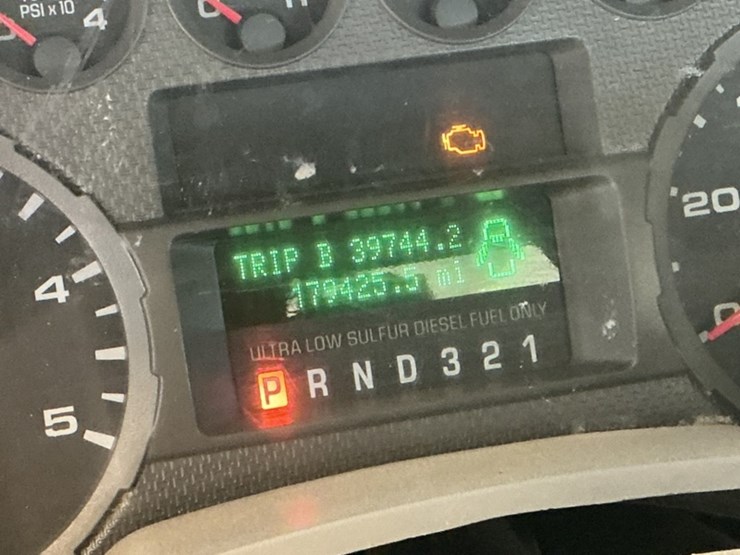 PSI x 10
4
20
TRIP B 39744.2
179425.5 mi
4
ULTRA LOW SULFUR DIESEL FUEL ONLY
P R N D 3 2 1
5